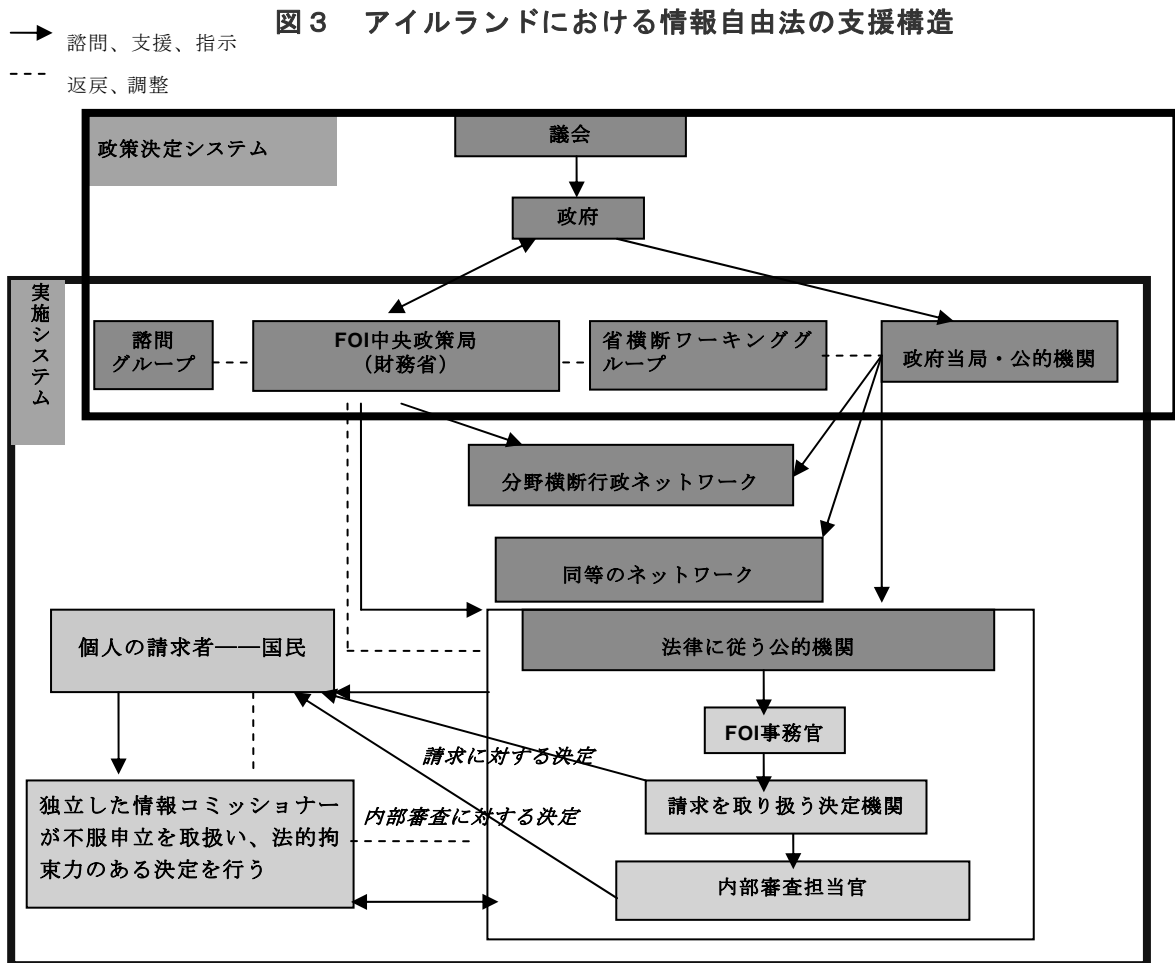 図３　アイルランドにおける情報自由法の支援構造
諮問、支援、指示
返戻、調整
政策決定システム
議会
政府
実施システム
諮問
グループ
FOI中央政策局
（財務省）
省横断ワーキンググ
ループ
政府当局・公的機関
分野横断行政ネットワーク
同等のネットワーク
個人の請求者――国民
法律に従う公的機関
FOI事務官
請求に対する決定
請求を取り扱う決定機関
独立した情報コミッショナー
が不服申立を取扱い、法的拘
束力のある決定を行う
内部審査に対する決定
内部審査担当官